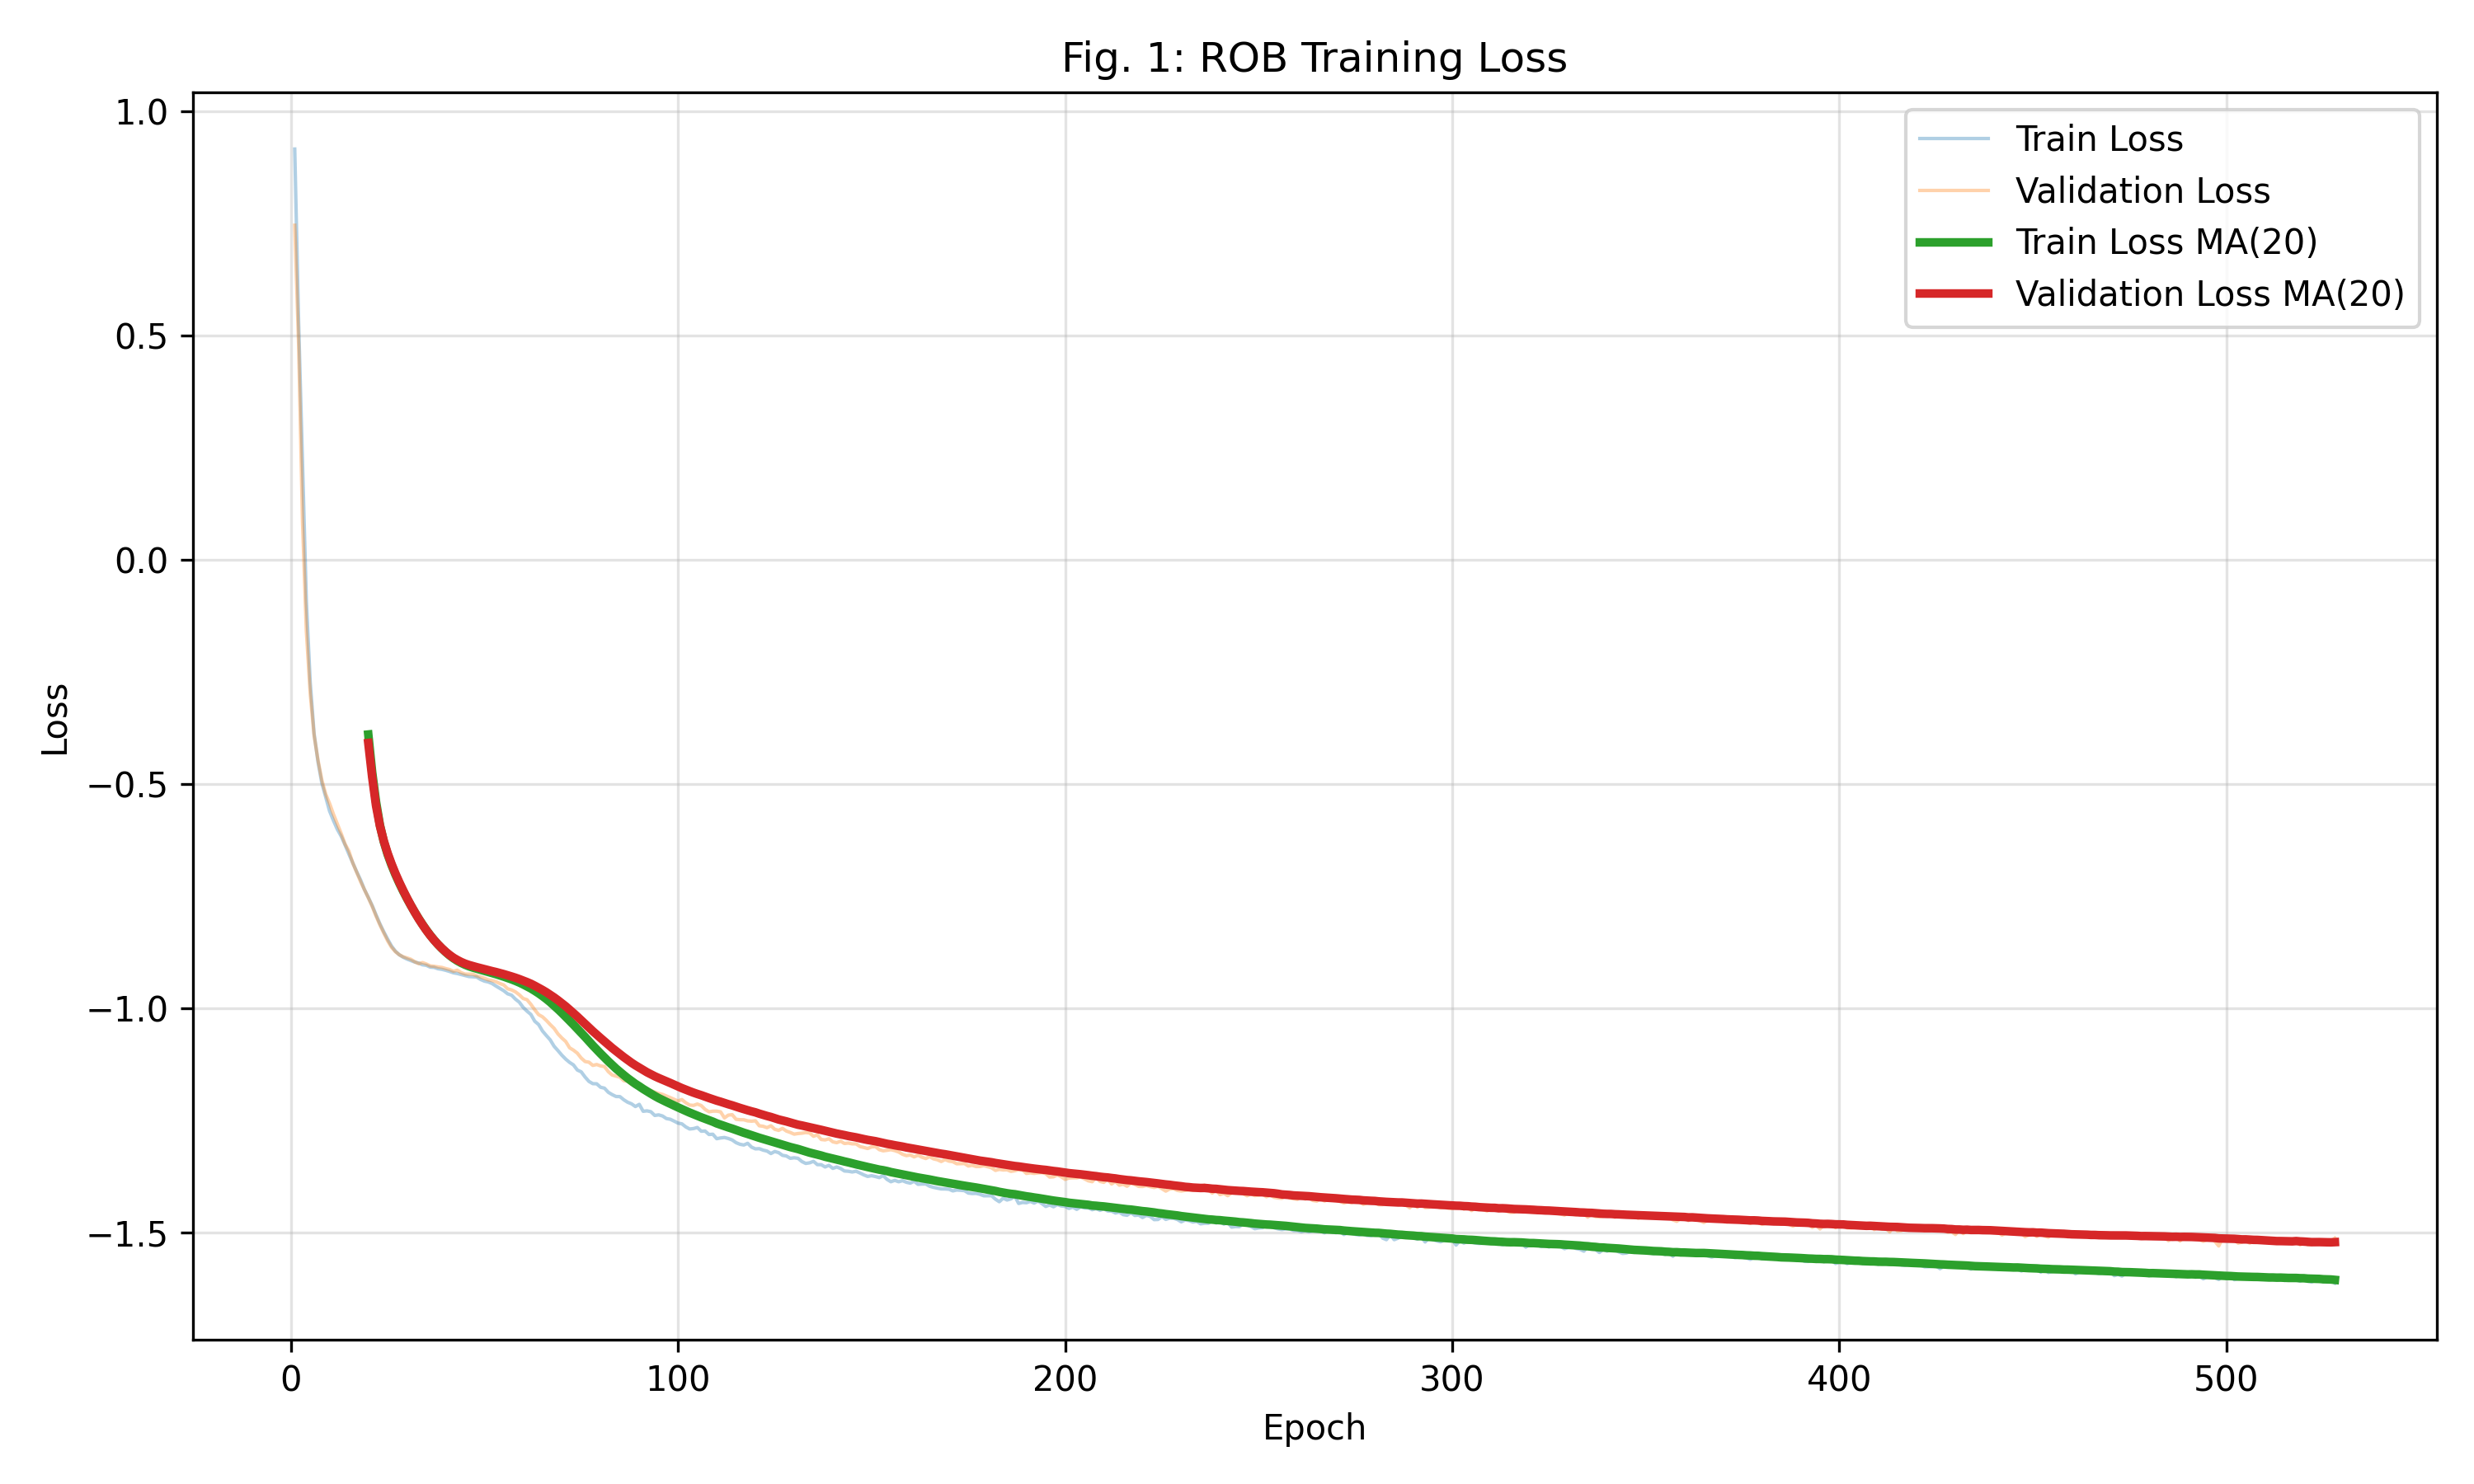 Fig. 1: ROB Training Loss
1.0
0.5
0.0
−0.5
−1.0
−1.5
Loss
Train Loss
Validation Loss
Train Loss MA(20)
Validation Loss MA(20)
0 100 200 300 400 500
Epoch